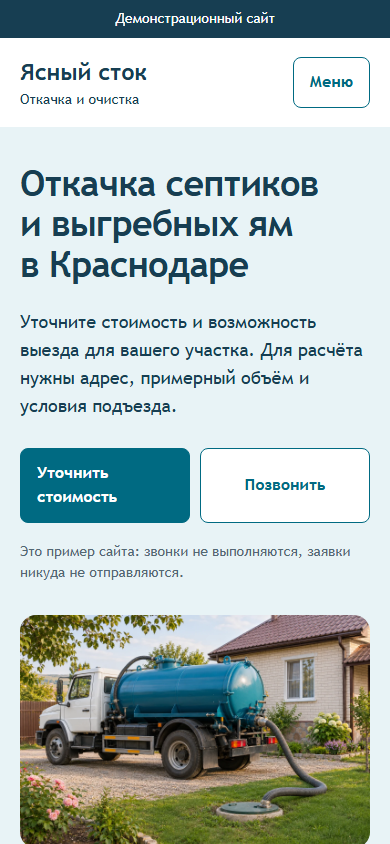 Демонстрационный сайт
Ясный сток
Откачка и очистка
Меню
Откачка септиков
и выгребных ям
в Краснодаре
Уточните стоимость и возможность
выезда для вашего участка. Для расчёта
нужны адрес, примерный объём и
условия подъезда.
Уточнить
стоимость
Позвонить
Это пример сайта: звонки не выполняются, заявки
никуда не отправляются.